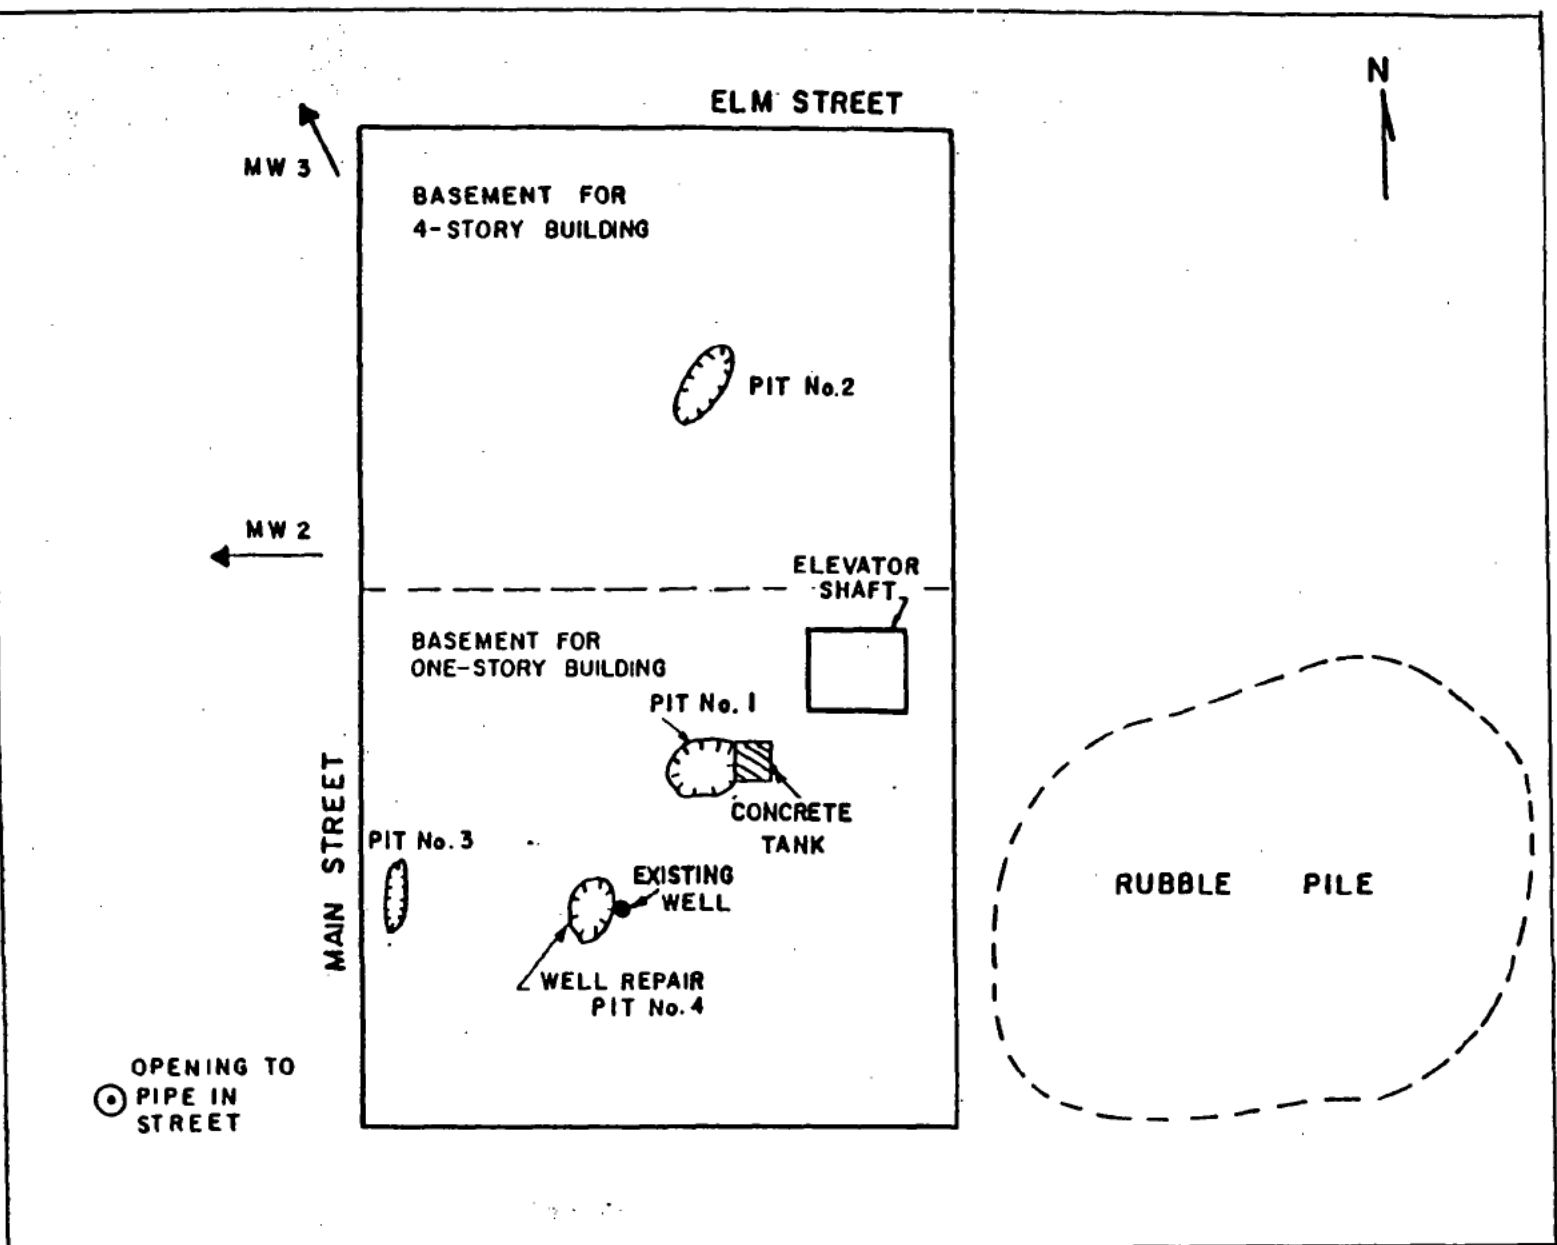 N
ELM STREET
MW 3
BASEMENT FOR
4-STORY BUILDING
PIT No.2
MW 2
ELEVATOR
SHAFT
BASEMENT FOR
ONE-STORY BUILDING
PIT No. 1
CONCRETE
TANK
MAIN STREET
PIT No. 3
EXISTING
WELL
RUBBLE PILE
WELL REPAIR
PIT No. 4
OPENING TO
PIPE IN
STREET